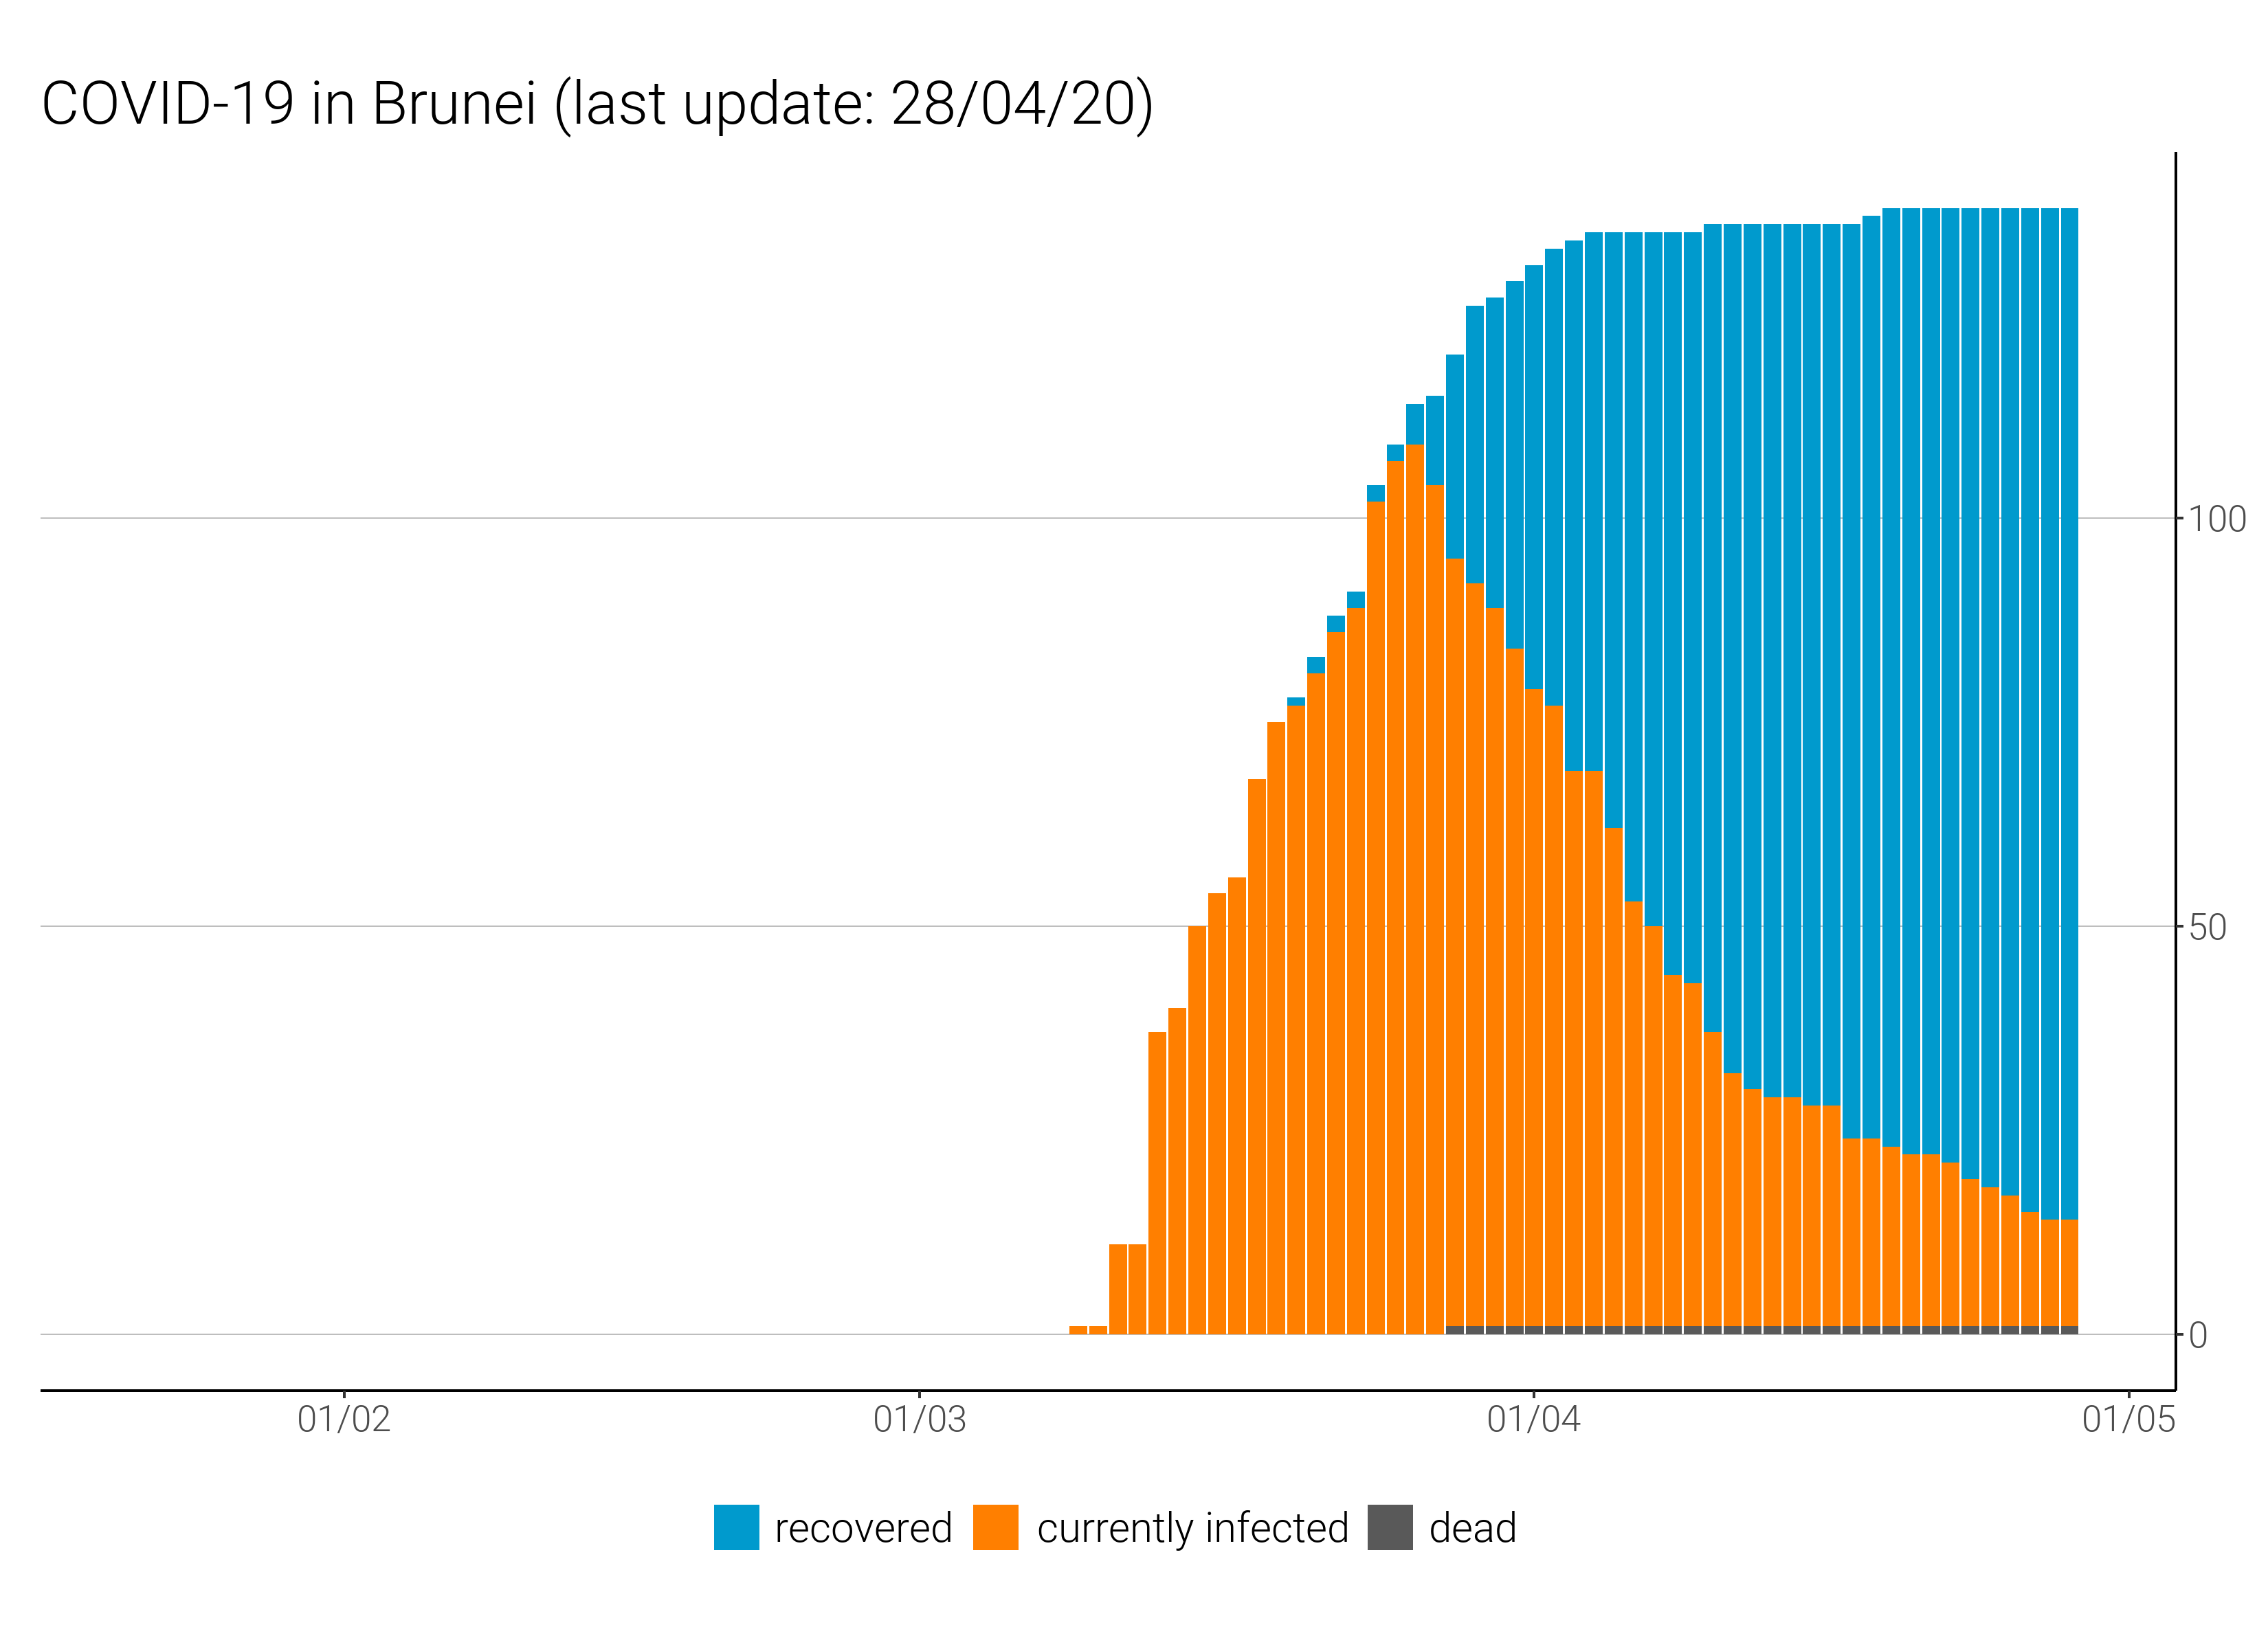 COVID-19 in Brunei (last update: 28/04/20)
100
50
0
01/02 01/03 01/04 01/05
recovered currently infected dead